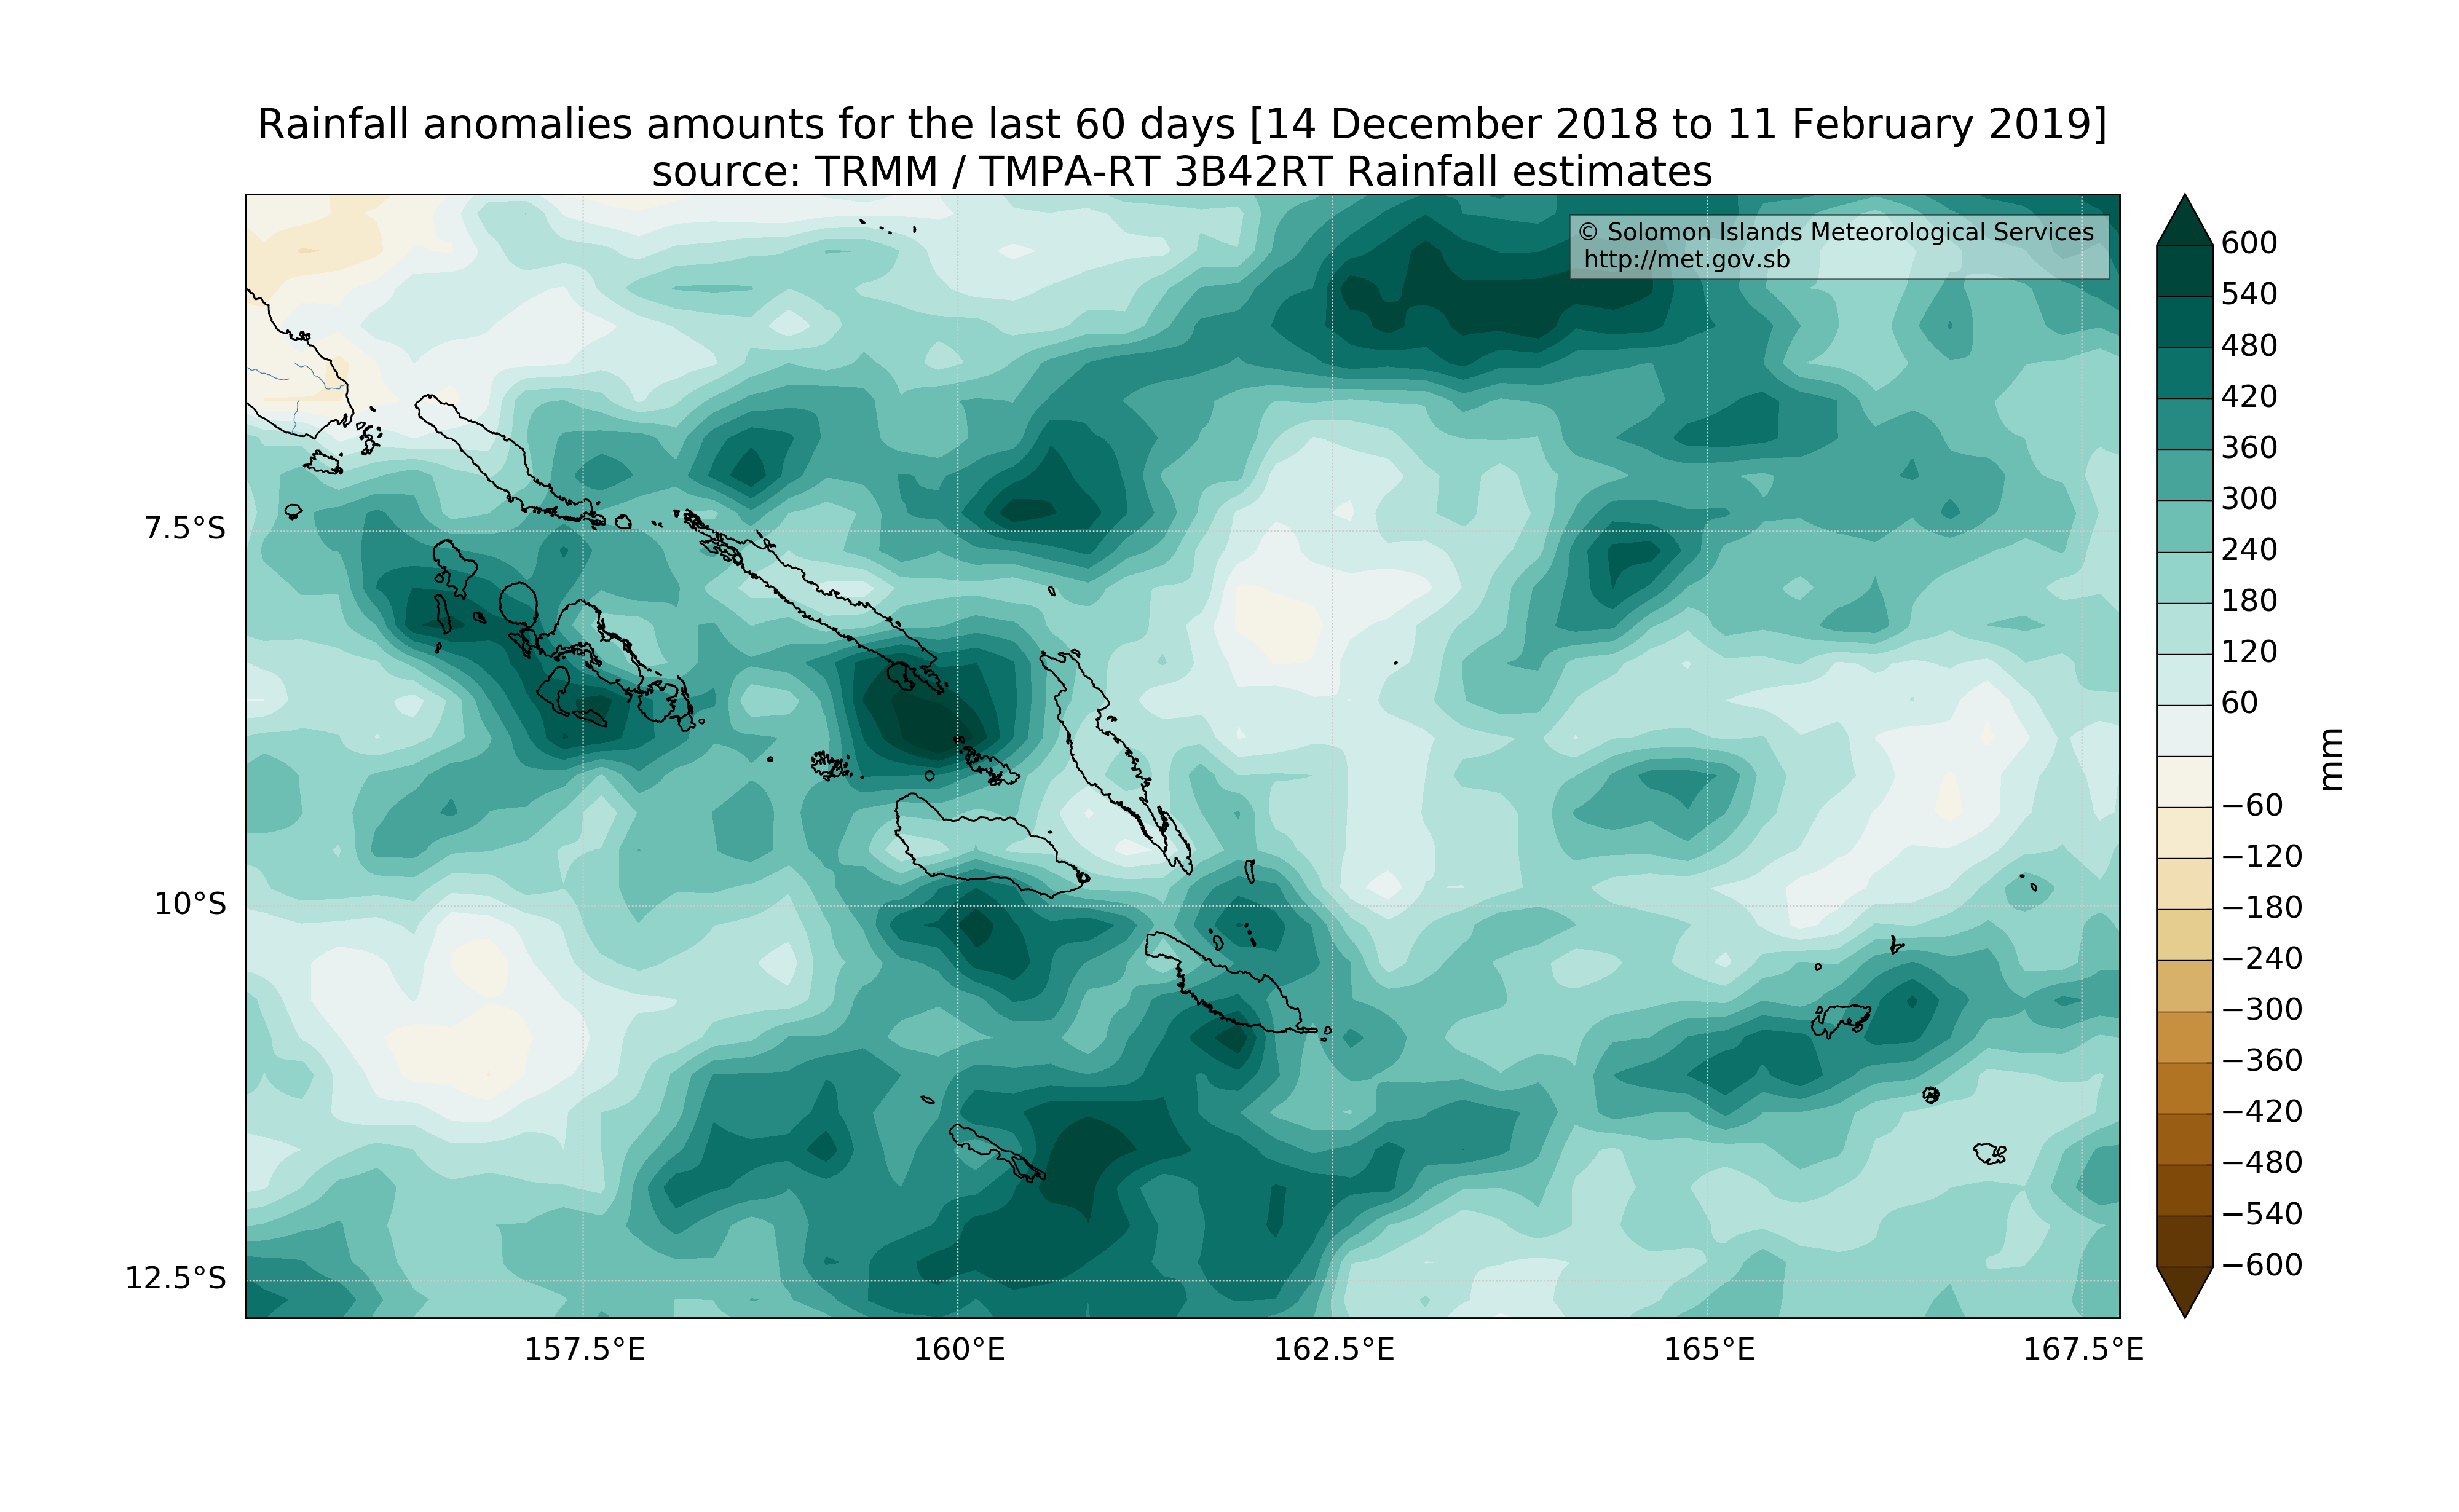 Rainfall anomalies amounts for the last 60 days [14 December 2018 to 11 February 2019]
source: TRMM / TMPA-RT 3B42RT Rainfall estimates
© Solomon Islands Meteorological Services
http://met.gov.sb
7.5°S
10°S
12.5°S
157.5°E
160°E
162.5°E
165°E
167.5°E
600
540
480
420
360
300
240
180
120
60
−60
−120
−180
−240
−300
−360
−420
−480
−540
−600
mm